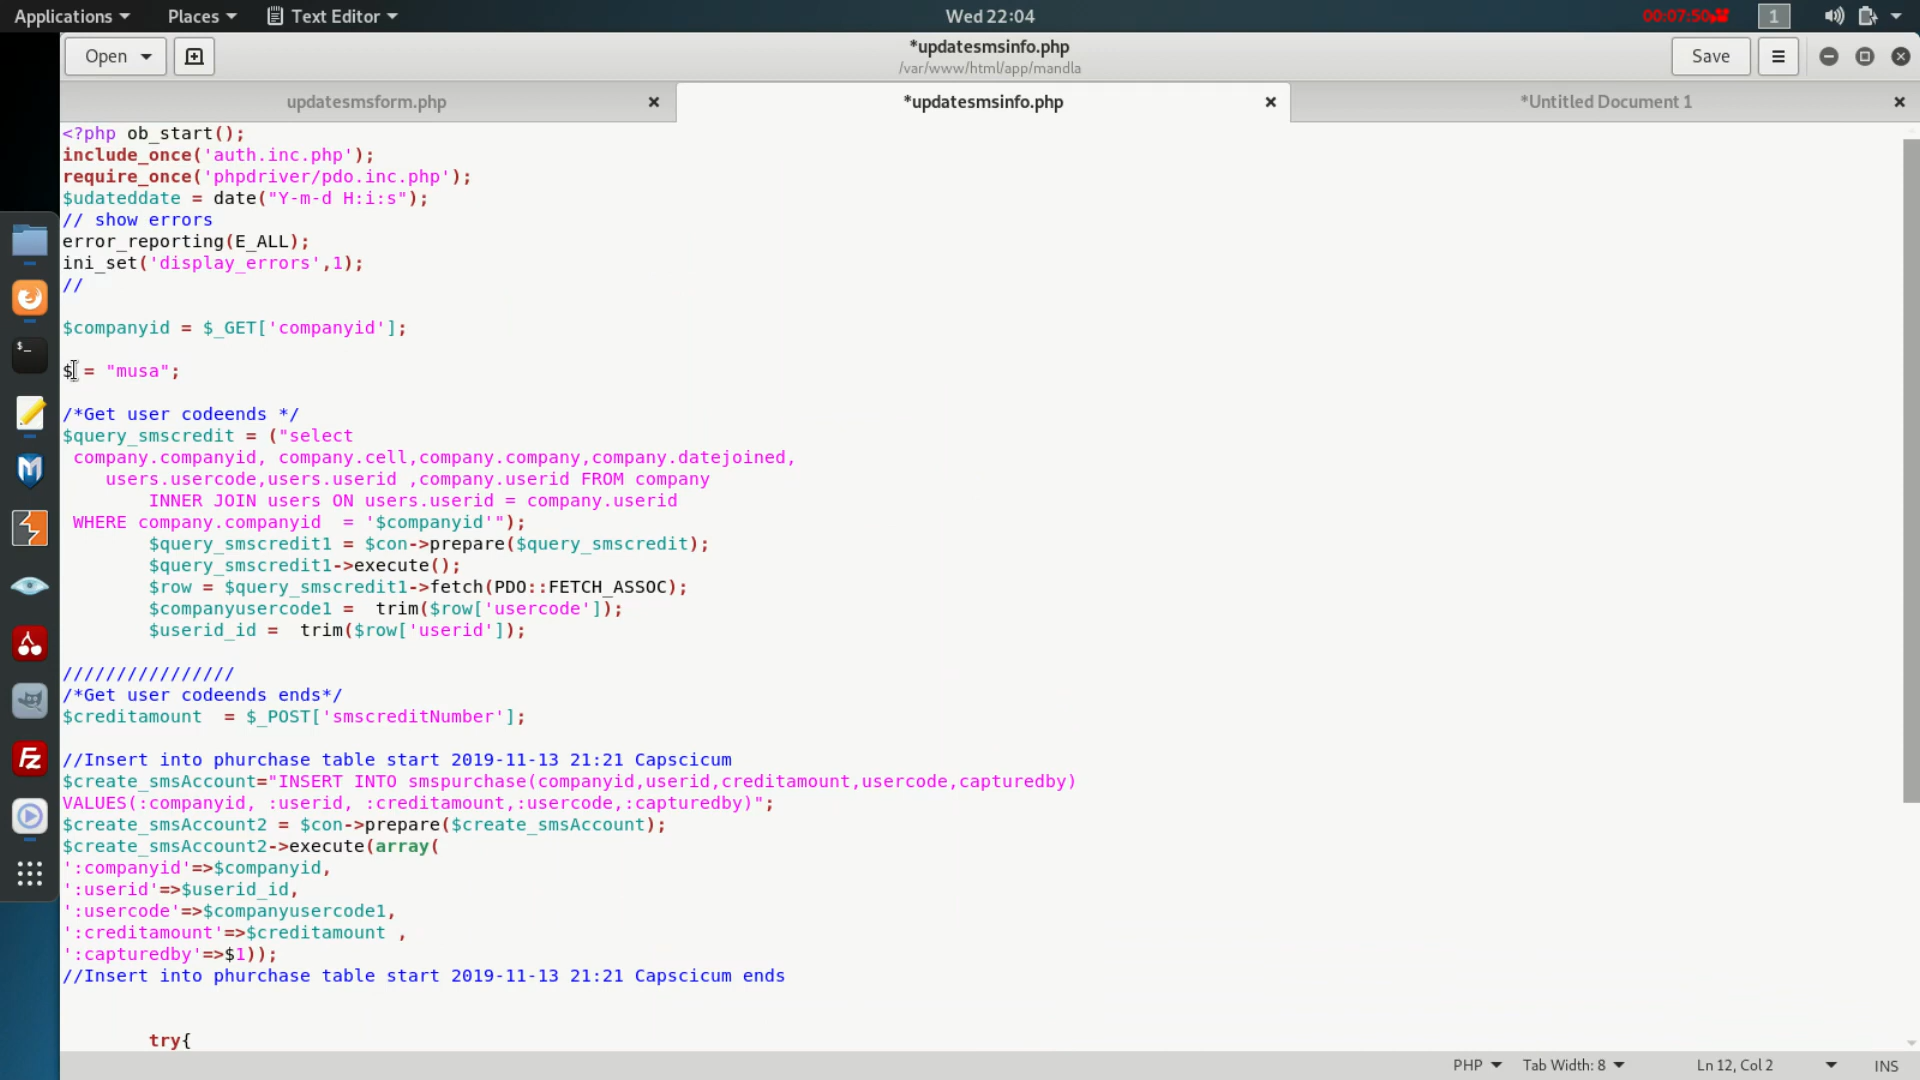 Applications Places Text Editor Wed 22:04 00:07:50 1
Open *updatesmsinfo.php Save
/var/www/html/app/mandla
updatesmsform.php *updatesmsinfo.php *Untitled Document 1
<?php ob_start();
include_once('auth.inc.php');
require_once('phpdriver/pdo.inc.php');
$udateddate = date("Y-m-d H:i:s");
// show errors
error_reporting(E_ALL);
ini_set('display_errors',1);
//
$companyid = $_GET['companyid'];
$ = "musa";
/*Get user codeends */
$query_smscredit = ("select
company.companyid, company.cell,company.company,company.datejoined,
users.usercode,users.userid ,company.userid FROM company
INNER JOIN users ON users.userid = company.userid
WHERE company.companyid  = '$companyid'");
$query_smscredit1 = $con->prepare($query_smscredit);
$query_smscredit1->execute();
$row = $query_smscredit1->fetch(PDO::FETCH_ASSOC);
$companyusercode1 =  trim($row['usercode']);
$userid_id =  trim($row['userid']);
////////////////
/*Get user codeends ends*/
$creditamount  = $_POST['smscreditNumber'];
//Insert into phurchase table start 2019-11-13 21:21 Capscicum
$create_smsAccount="INSERT INTO smspurchase(companyid,userid,creditamount,usercode,capturedby)
VALUES(:companyid, :userid, :creditamount,:usercode,:capturedby)";
$create_smsAccount2 = $con->prepare($create_smsAccount);
$create_smsAccount2->execute(array(
':companyid'=>$companyid,
':userid'=>$userid_id,
':usercode'=>$companyusercode1,
':creditamount'=>$creditamount ,
':capturedby'=>$1));
//Insert into phurchase table start 2019-11-13 21:21 Capscicum ends
try{
PHP Tab Width: 8 Ln 12, Col 2 INS